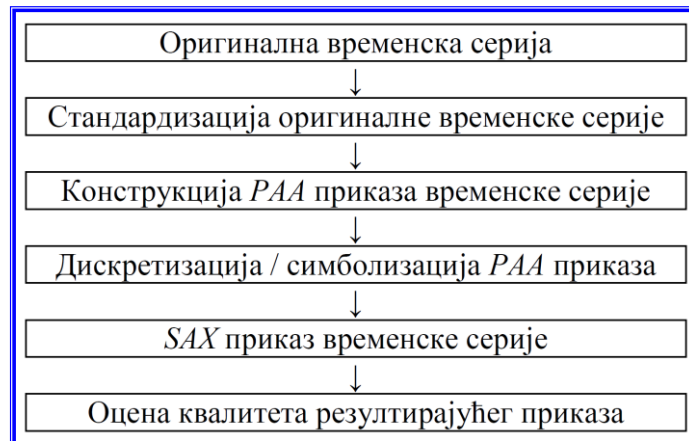 Оригинална временска серија
↓
Стандардизација оригиналне временске серије
↓
Конструкција PAA приказа временске серије
↓
Дискретизација / симболизација PAA приказа
↓
SAX приказ временске серије
↓
Оцена квалитета резултирајућег приказа